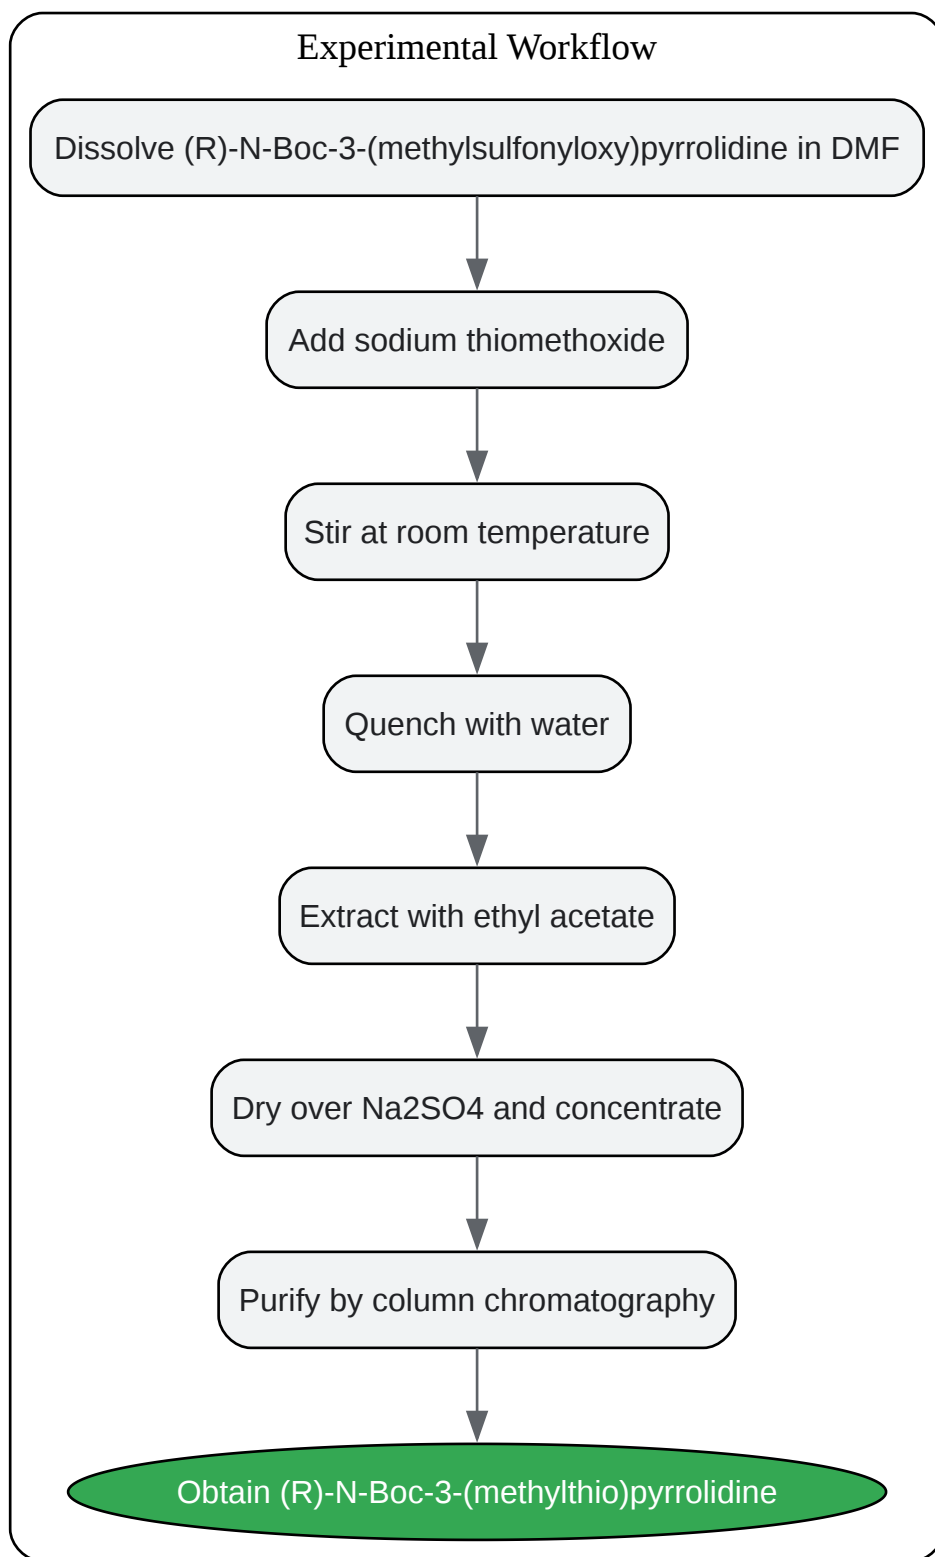 Experimental Workflow
Dissolve (R)-N-Boc-3-(methylsulfonyloxy)pyrrolidine in DMF
Add sodium thiomethoxide
Stir at room temperature
Quench with water
Extract with ethyl acetate
Dry over Na2SO4 and concentrate
Purify by column chromatography
Obtain (R)-N-Boc-3-(methylthio)pyrrolidine